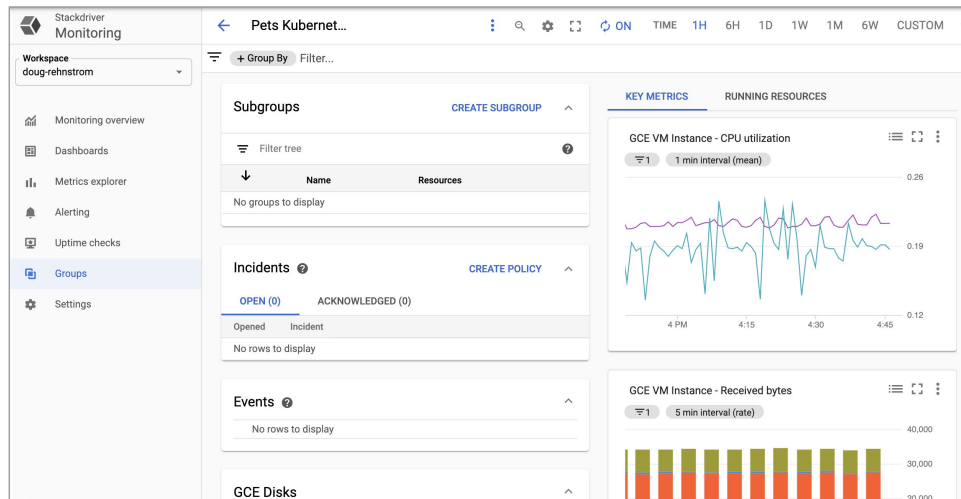 Stackdriver
Monitoring
Workspace
doug-rehnstrom
Monitoring overview
Dashboards
Metrics explorer
Alerting
Uptime checks
Groups
Settings
Pets Kubernet...
ON TIME 1H 6H 1D 1W 1M 6W CUSTOM
+ Group By Filter...
Subgroups CREATE SUBGROUP
Filter tree
Name Resources
No groups to display
Incidents CREATE POLICY
OPEN (0) ACKNOWLEDGED (0)
Opened Incident
No rows to display
Events
No rows to display
GCE Disks
KEY METRICS RUNNING RESOURCES
GCE VM Instance - CPU utilization
1 1 min interval (mean)
0.26
0.19
0.12
4 PM 4:15 4:30 4:45
GCE VM Instance - Received bytes
1 5 min interval (rate)
40,000
30,000
20,000